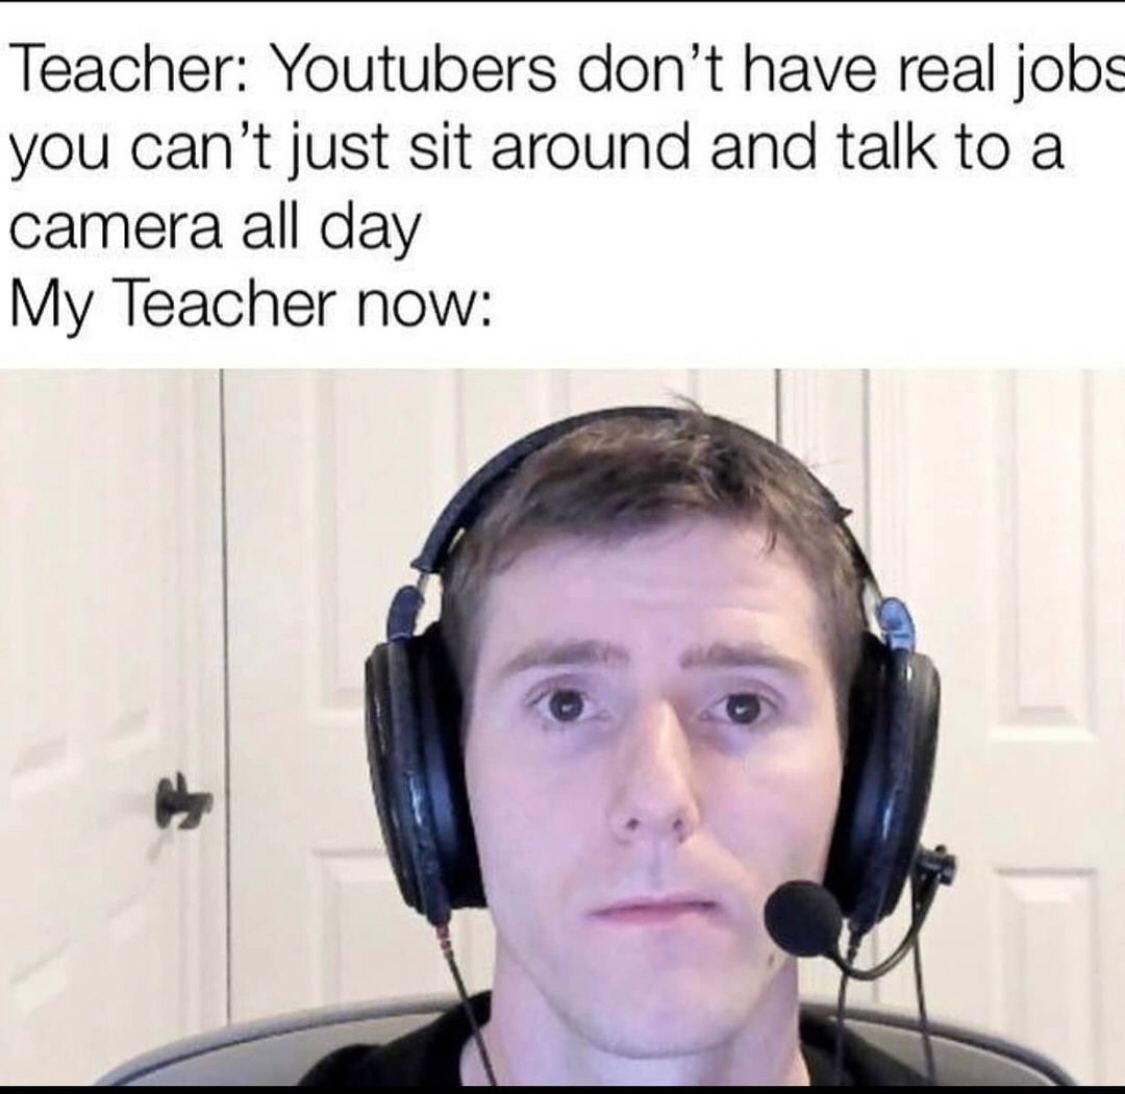 Teacher: Youtubers don't have real jobs
you can't just sit around and talk to a
camera all day
My Teacher now: